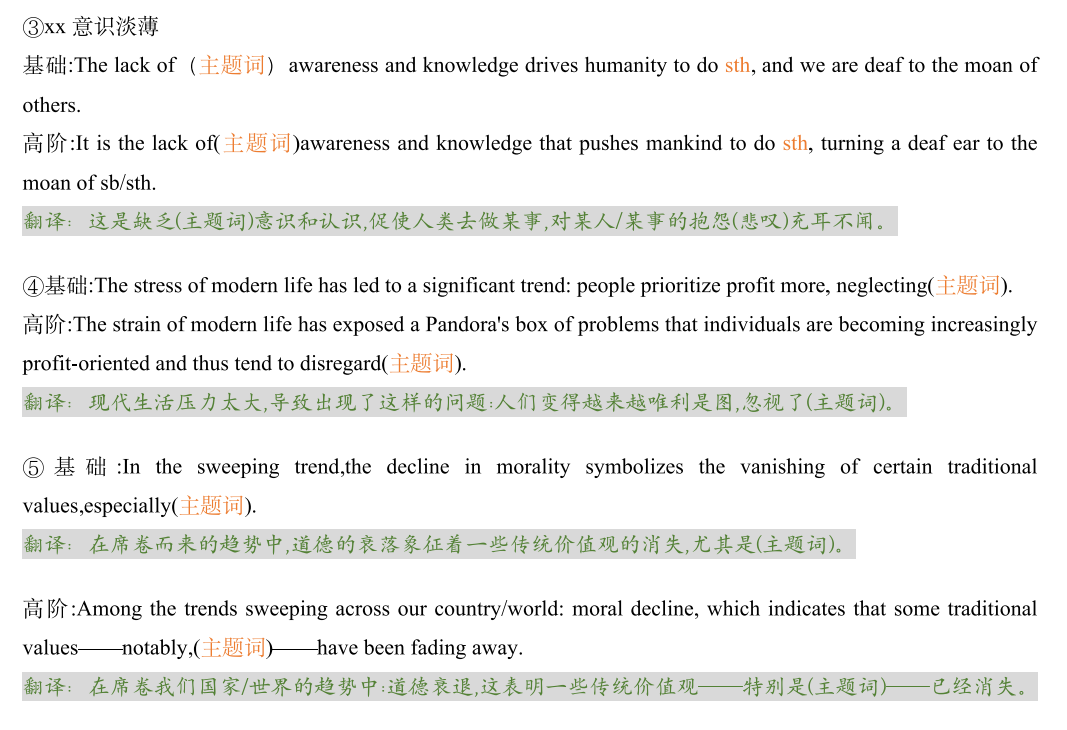 ③xx 意识淡薄
基础:The lack of（主题词）awareness and knowledge drives humanity to do sth, and we are deaf to the moan of
others.
高阶:It is the lack of(主题词)awareness and knowledge that pushes mankind to do sth, turning a deaf ear to the
moan of sb/sth.
翻译: 这是缺乏(主题词)意识和认识,促使人类去做某事,对某人/某事的抱怨(悲叹)充耳不闻。
④基础:The stress of modern life has led to a significant trend: people prioritize profit more, neglecting(主题词).
高阶:The strain of modern life has exposed a Pandora's box of problems that individuals are becoming increasingly
profit-oriented and thus tend to disregard(主题词).
翻译: 现代生活压力太大,导致出现了这样的问题:人们变得越来越唯利是图,忽视了(主题词)。
⑤基础:In the sweeping trend,the decline in morality symbolizes the vanishing of certain traditional
values,especially(主题词).
翻译: 在席卷而来的趋势中,道德的衰落象征着一些传统价值观的消失,尤其是(主题词)。
高阶:Among the trends sweeping across our country/world: moral decline, which indicates that some traditional
values——notably,(主题词)——have been fading away.
翻译: 在席卷我们国家/世界的趋势中:道德衰退,这表明一些传统价值观——特别是(主题词)——已经消失。